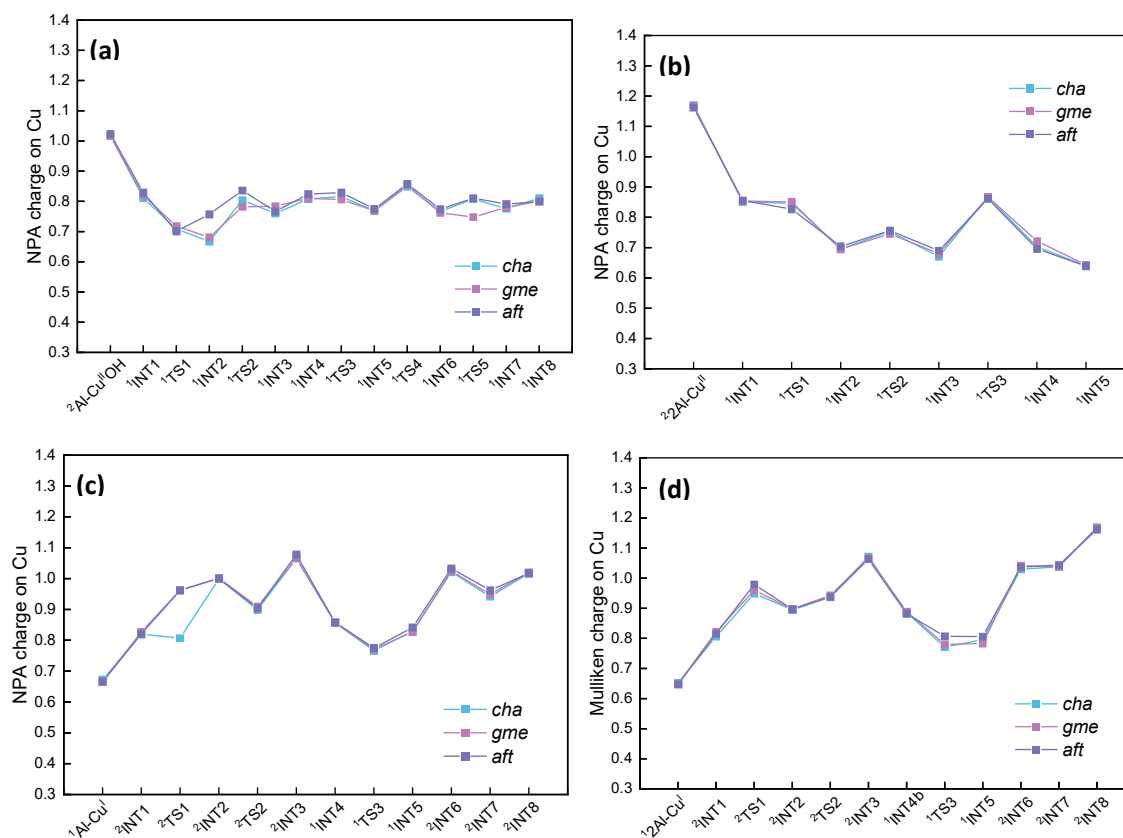 (a)
NPA charge on Cu
1.4
1.3
1.2
1.1
1.0
0.9
0.8
0.7
0.6
0.5
0.4
0.3
cha
gme
aft
²Al-CuᴵᴵOH
¹INT1
¹TS1
¹INT2
¹TS2
¹INT3
¹INT4
¹TS3
¹INT5
¹TS4
¹INT6
¹TS5
¹INT7
¹INT8
(b)
NPA charge on Cu
1.4
1.3
1.2
1.1
1.0
0.9
0.8
0.7
0.6
0.5
0.4
0.3
cha
gme
aft
²2Al-Cuᴵᴵ
¹INT1
¹TS1
¹INT2
¹TS2
¹INT3
¹TS3
¹INT4
¹INT5
(c)
NPA charge on Cu
1.4
1.3
1.2
1.1
1.0
0.9
0.8
0.7
0.6
0.5
0.4
0.3
cha
gme
aft
¹Al-Cuᴵ
²INT1
²TS1
²INT2
²TS2
²INT3
¹INT4
¹TS3
¹INT5
²INT6
²INT7
²INT8
(d)
Mulliken charge on Cu
1.4
1.3
1.2
1.1
1.0
0.9
0.8
0.7
0.6
0.5
0.4
0.3
cha
gme
aft
¹2Al-Cuᴵ
²INT1
²TS1
²INT2
²TS2
²INT3
¹INT4b
¹TS3
¹INT5
²INT6
²INT7
²INT8